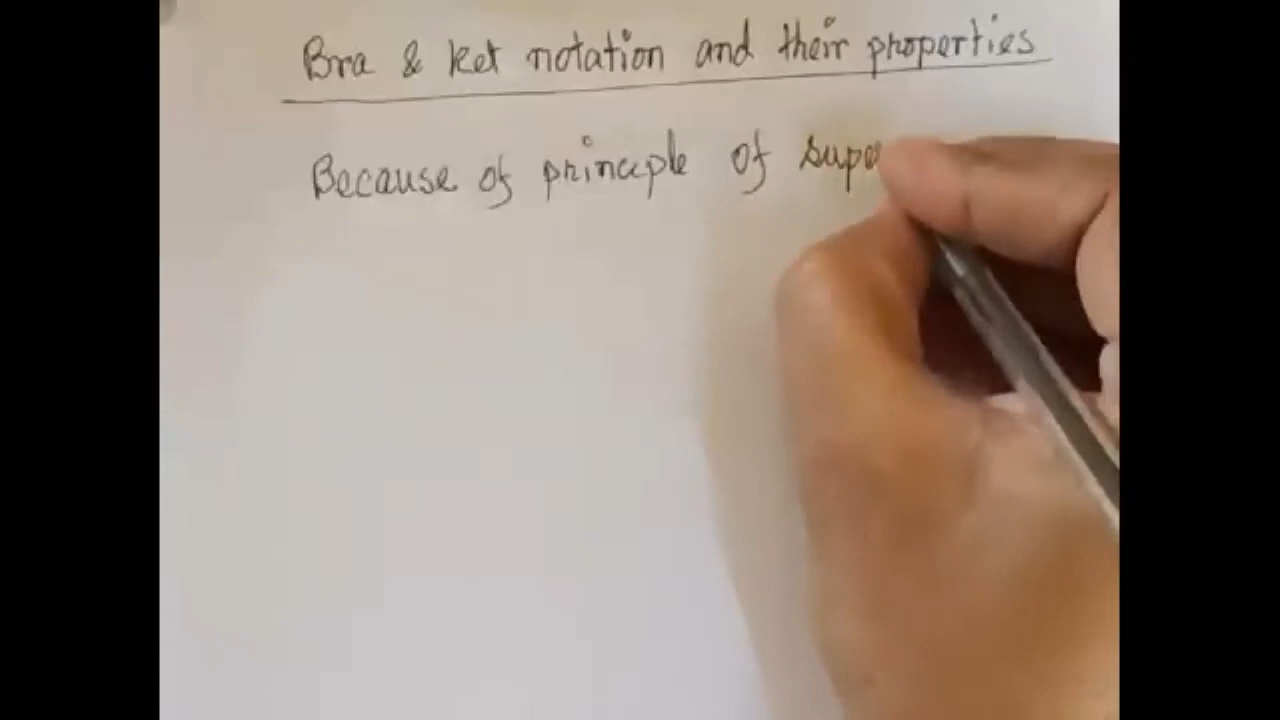 Bra & ket notation and their properties
Because of principle of supe